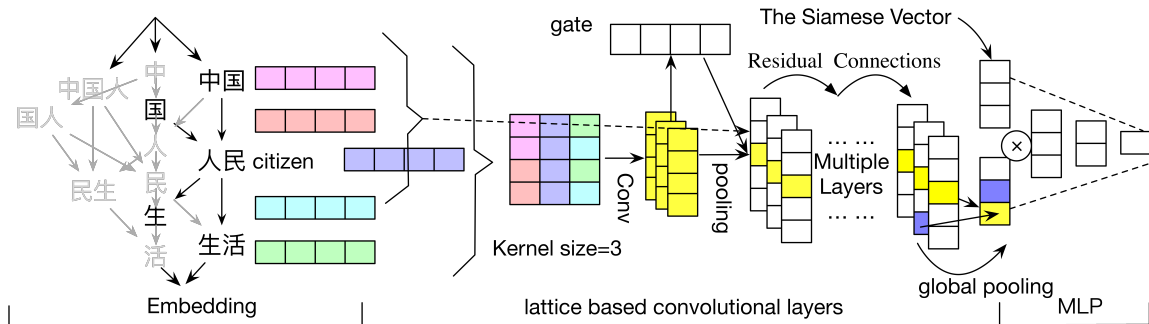 gate
The Siamese Vector
Residual Connections
中
中国
中国人
国
国人
人
人民 citizen
民
民生
生
生活
活
Conv
pooling
... ...
Multiple
Layers
... ...
×
Kernel size=3
global pooling
Embedding
lattice based convolutional layers
MLP